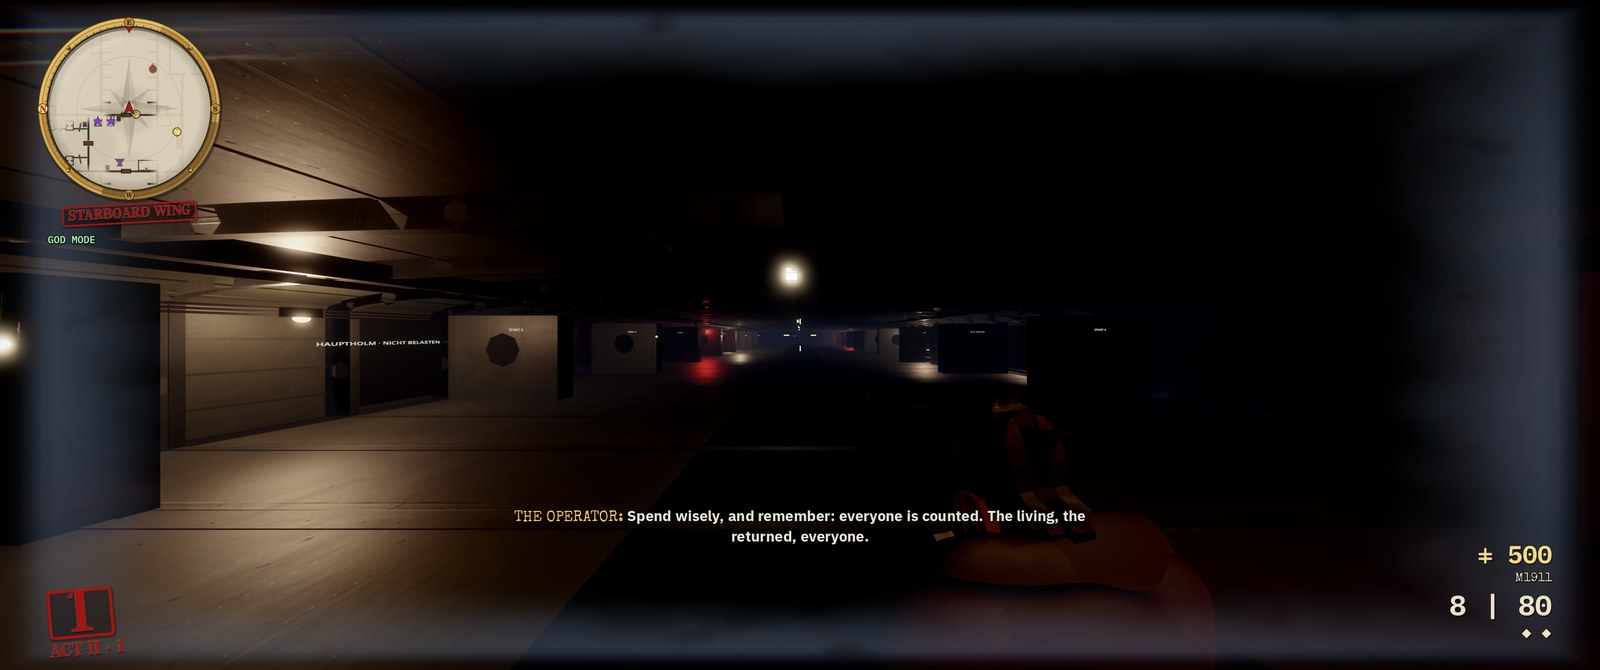 E
N
S
W
STARBOARD WING
GOD MODE
HAUPTHOLM · NICHT BELASTEN
THE OPERATOR: Spend wisely, and remember: everyone is counted. The living, the
returned, everyone.
500
M1911
8 | 80
1
ACT II · 1